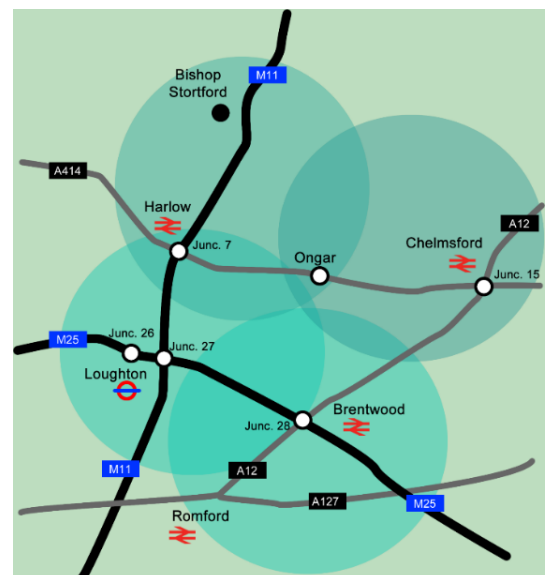 Bishop
Stortford
M11
A414
Harlow
Junc. 7
A12
Chelmsford
Ongar
Junc. 15
Junc. 26
Junc. 27
M25
Loughton
Brentwood
Junc. 28
M11
A12
A127
M25
Romford